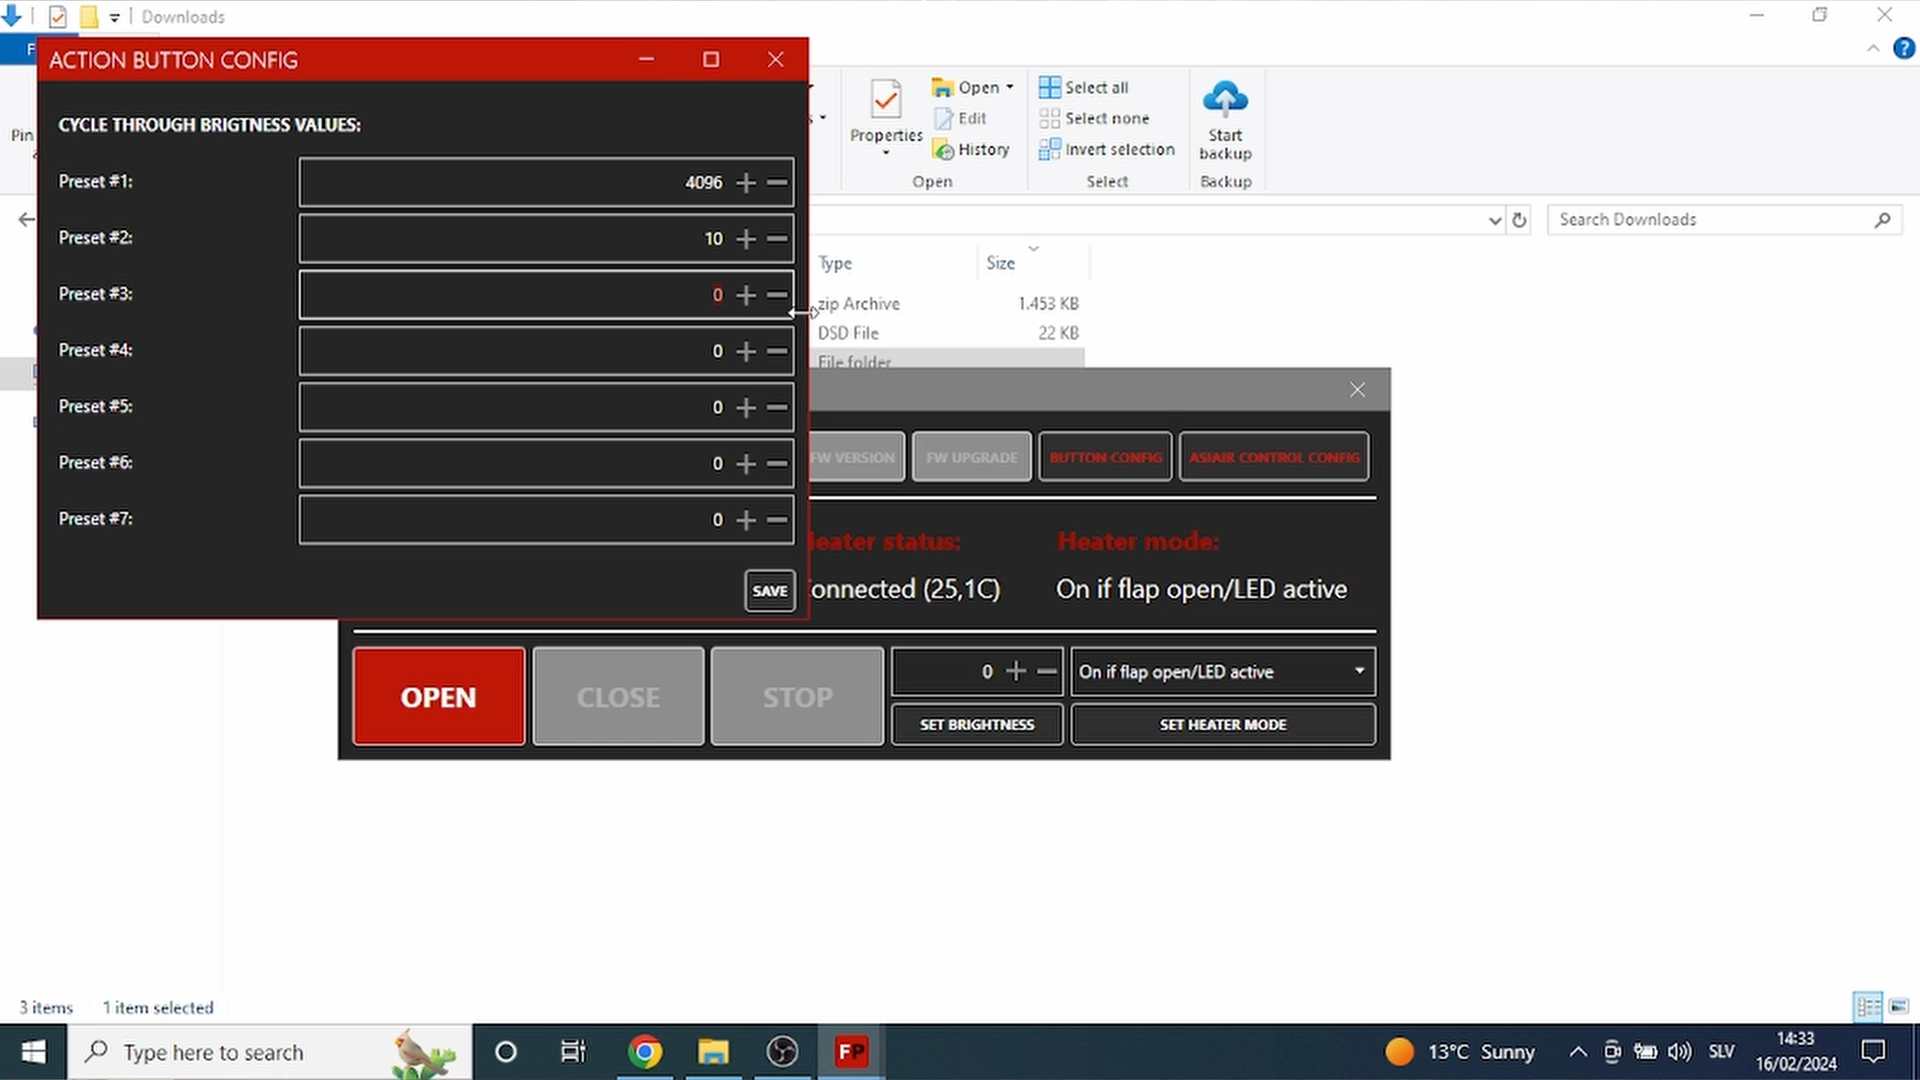 Downloads
F
ACTION BUTTON CONFIG
CYCLE THROUGH BRIGTNESS VALUES:
Preset #1:
4096
Preset #2:
10
Preset #3:
0
Preset #4:
0
Preset #5:
0
Preset #6:
0
Preset #7:
0
SAVE
Pin
Properties
Open
Edit
History
Open
Select all
Select none
Invert selection
Select
Start
backup
Backup
Search Downloads
Type
Size
zip Archive
1.453 KB
DSD File
22 KB
File folder
FW VERSION
FW UPGRADE
BUTTON CONFIG
ASIAIR CONTROL CONFIG
eater status:
Heater mode:
onnected (25,1C)
On if flap open/LED active
OPEN
CLOSE
STOP
0
On if flap open/LED active
SET BRIGHTNESS
SET HEATER MODE
3 items
1 item selected
Type here to search
FP
13°C Sunny
SLV
14:33
16/02/2024